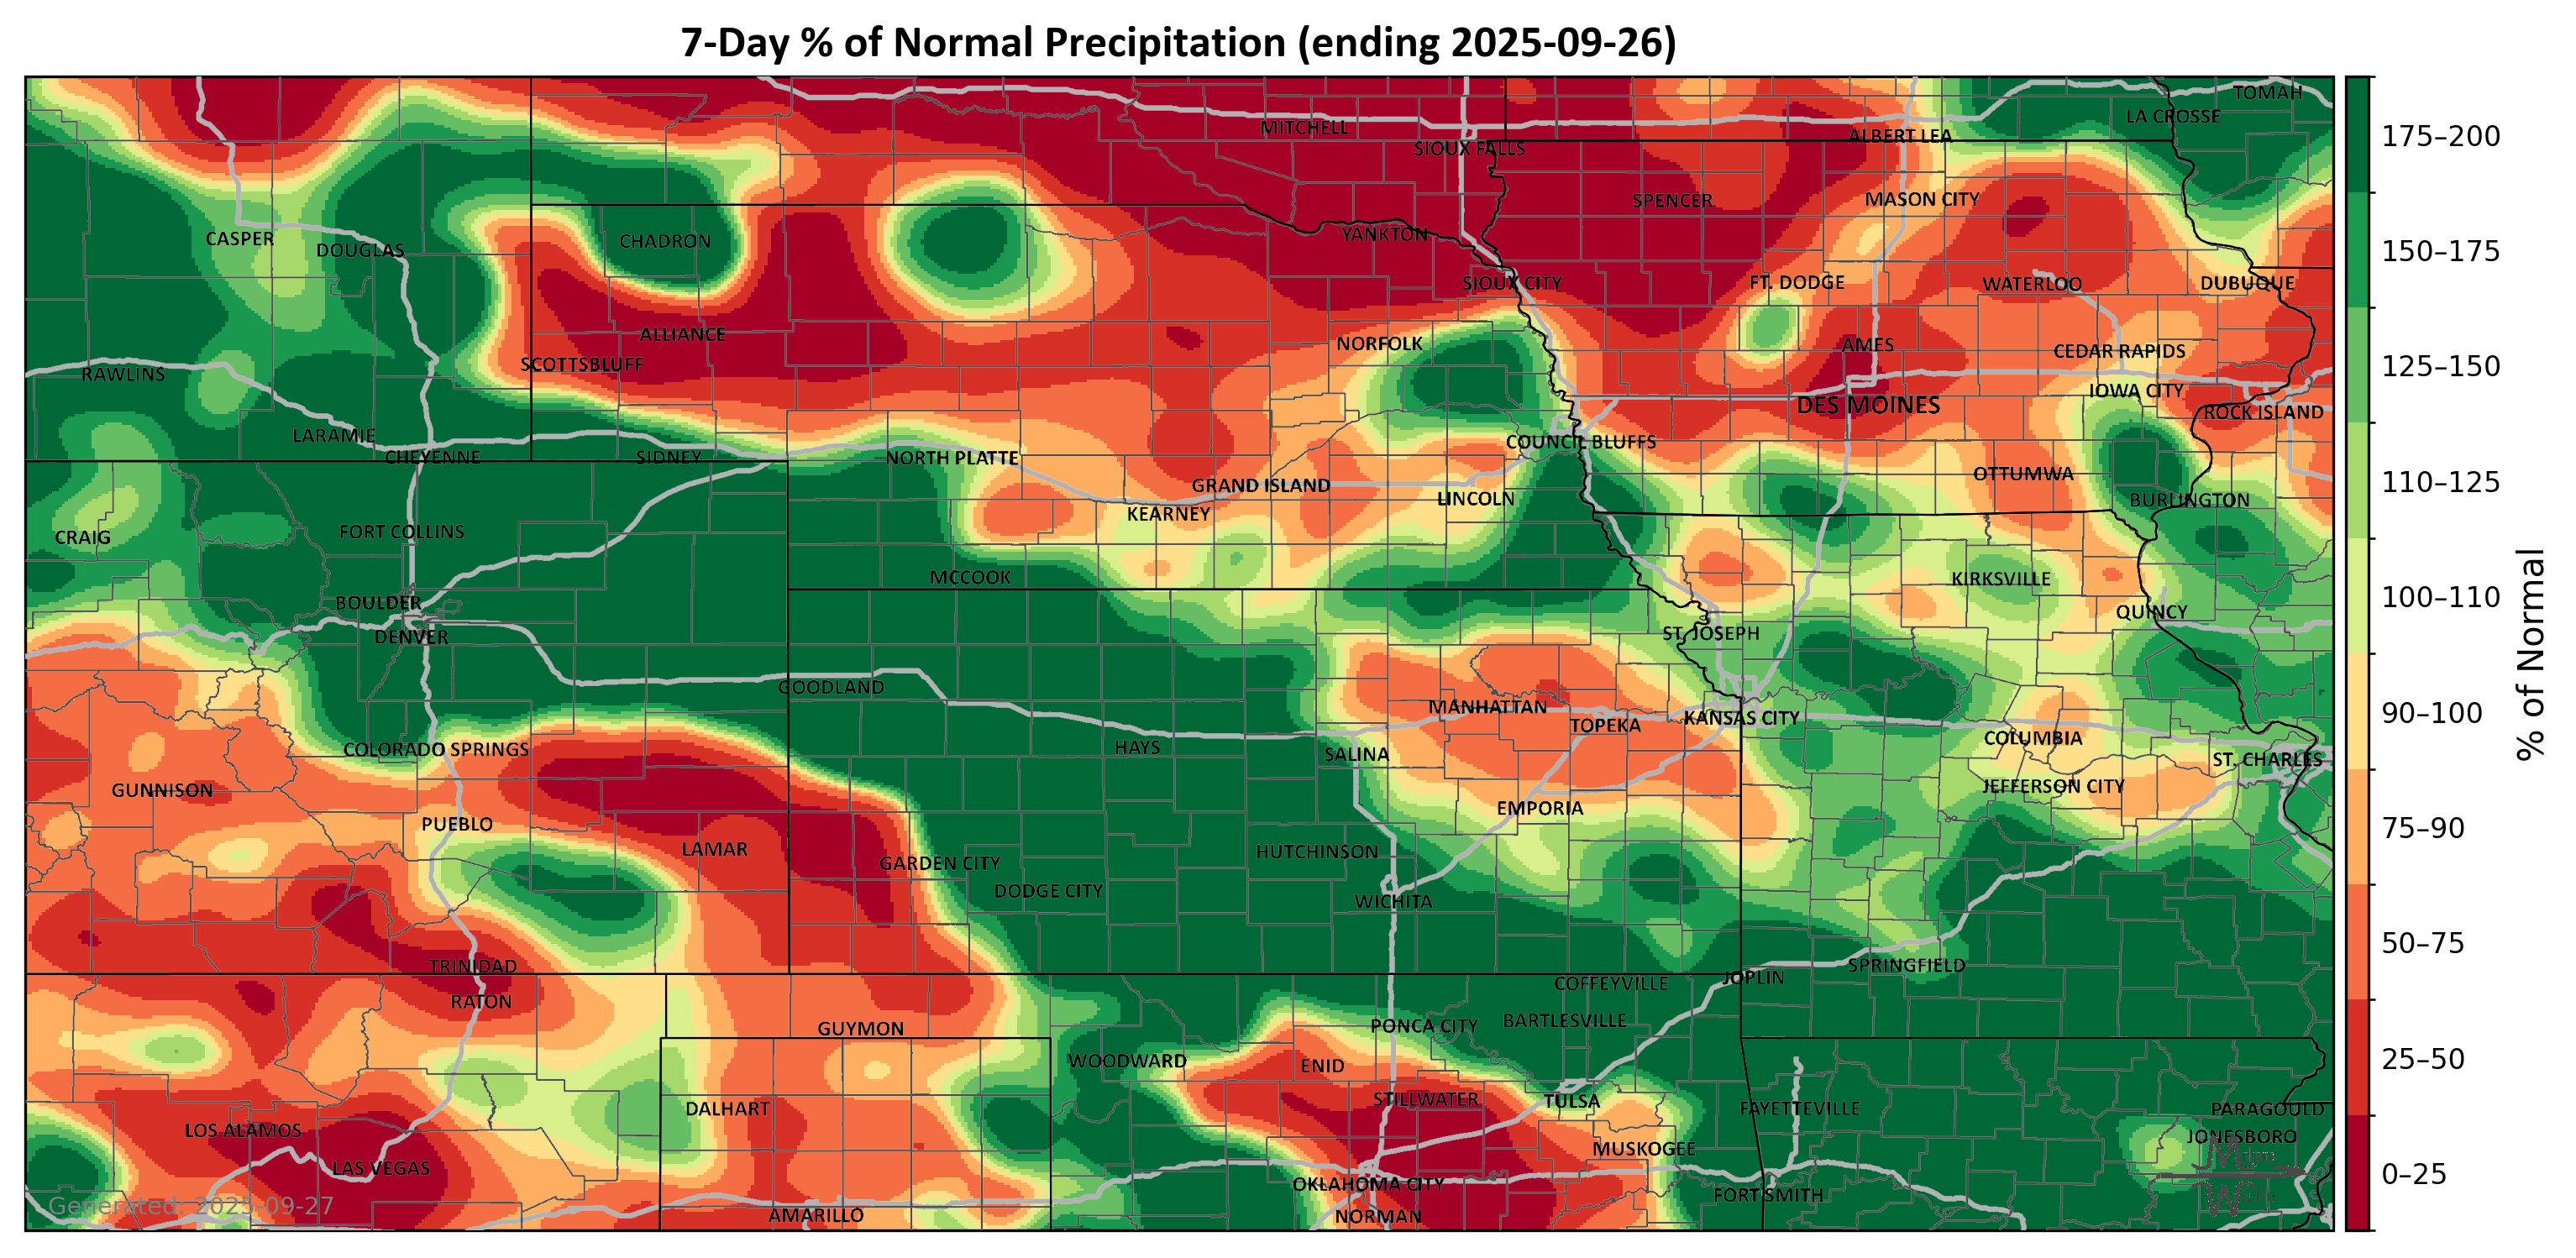 7-Day % of Normal Precipitation (ending 2025-09-26)
TOMAH
LA CROSSE
MITCHELL
ALBERT LEA
SIOUX FALLS
SPENCER
MASON CITY
CASPER
DOUGLAS
CHADRON
YANKTON
SIOUX CITY
FT. DODGE
WATERLOO
DUBUQUE
ALLIANCE
NORFOLK
AMES
CEDAR RAPIDS
SCOTTSBLUFF
RAWLINS
IOWA CITY
DES MOINES
ROCK ISLAND
LARAMIE
COUNCIL BLUFFS
CHEYENNE
SIDNEY
NORTH PLATTE
OTTUMWA
GRAND ISLAND
LINCOLN
BURLINGTON
KEARNEY
FORT COLLINS
CRAIG
MCCOOK
KIRKSVILLE
BOULDER
QUINCY
DENVER
ST. JOSEPH
GOODLAND
MANHATTAN
KANSAS CITY
TOPEKA
COLUMBIA
COLORADO SPRINGS
HAYS
SALINA
ST. CHARLES
GUNNISON
JEFFERSON CITY
EMPORIA
PUEBLO
LAMAR
HUTCHINSON
GARDEN CITY
DODGE CITY
WICHITA
TRINIDAD
SPRINGFIELD
JOPLIN
COFFEYVILLE
RATON
BARTLESVILLE
GUYMON
PONCA CITY
WOODWARD
ENID
STILLWATER
TULSA
DALHART
FAYETTEVILLE
PARAGOULD
LOS ALAMOS
JONESBORO
MUSKOGEE
LAS VEGAS
OKLAHOMA CITY
FORT SMITH
Generated: 2025-09-27
AMARILLO
NORMAN
175–200
150–175
125–150
110–125
100–110
90–100
75–90
50–75
25–50
0–25
% of Normal